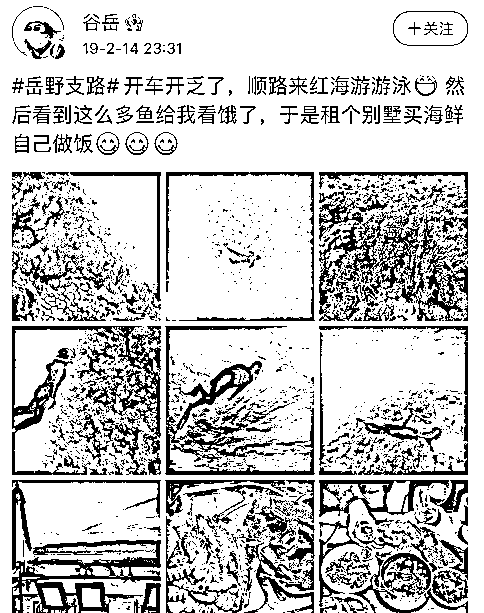 谷岳
19-2-14 23:31
+关注
#岳野支路# 开车开乏了，顺路来红海游游泳😁 然
后看到这么多鱼给我看饿了，于是租个别墅买海鲜
自己做饭😋😋😋